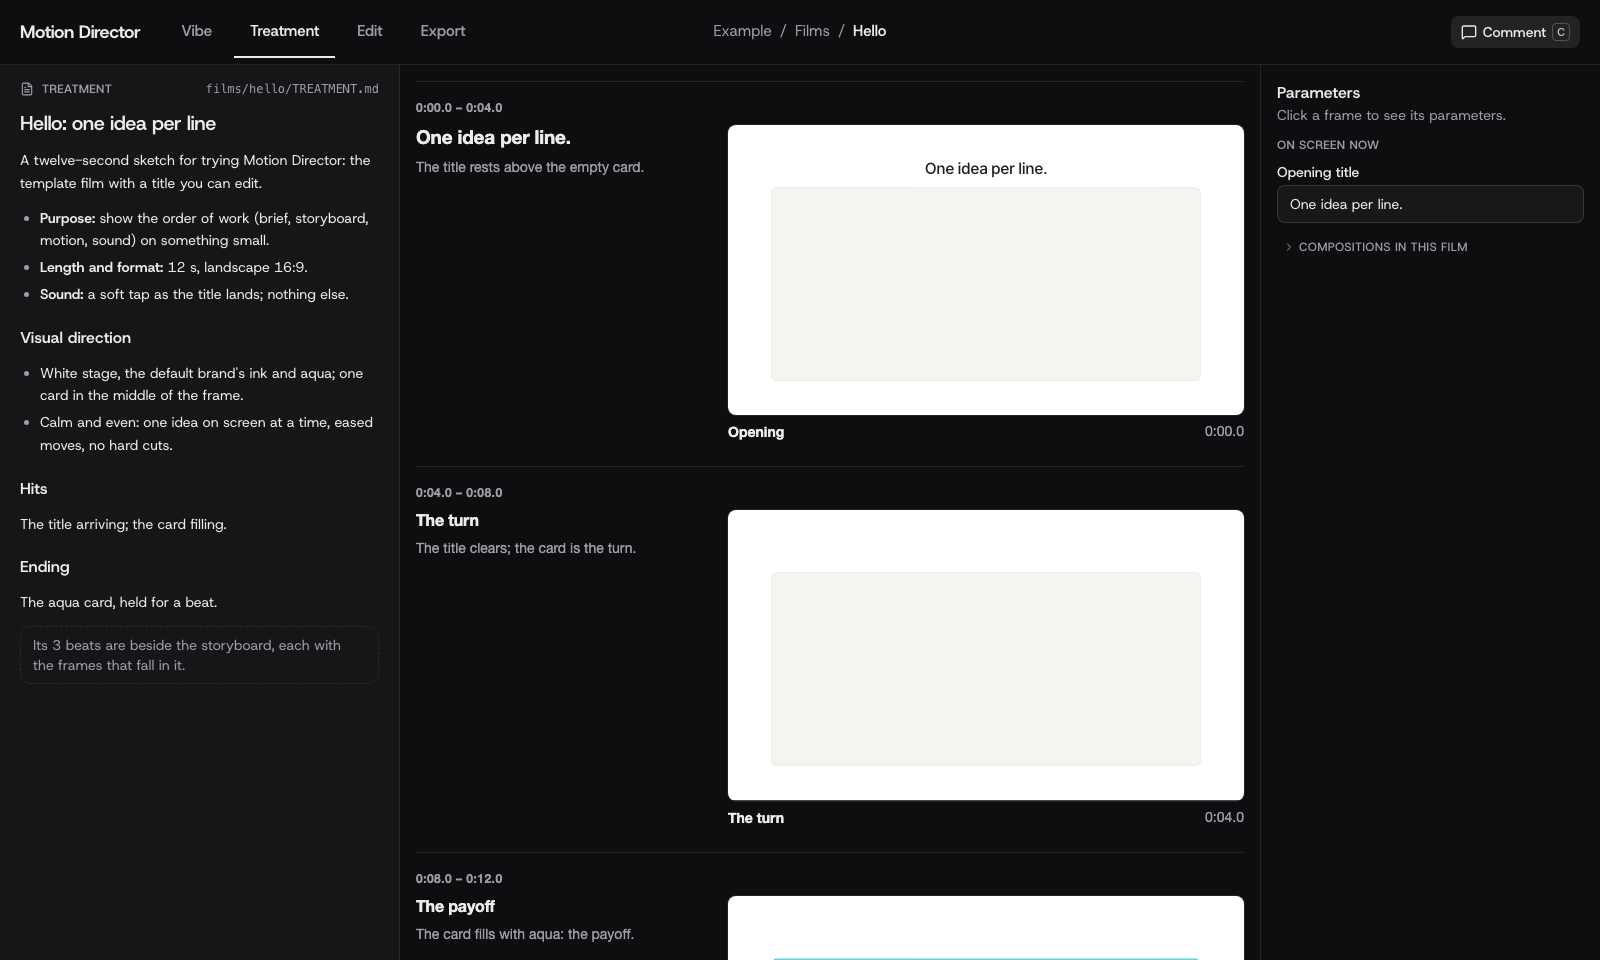 Motion Director
Vibe
Treatment
Edit
Export
Example / Films / Hello
Comment C
TREATMENT
films/hello/TREATMENT.md
Hello: one idea per line
A twelve-second sketch for trying Motion Director: the
template film with a title you can edit.
Purpose: show the order of work (brief, storyboard,
motion, sound) on something small.
Length and format: 12 s, landscape 16:9.
Sound: a soft tap as the title lands; nothing else.
Visual direction
White stage, the default brand's ink and aqua; one
card in the middle of the frame.
Calm and even: one idea on screen at a time, eased
moves, no hard cuts.
Hits
The title arriving; the card filling.
Ending
The aqua card, held for a beat.
Its 3 beats are beside the storyboard, each with
the frames that fall in it.
0:00.0 – 0:04.0
One idea per line.
The title rests above the empty card.
One idea per line.
Opening
0:00.0
0:04.0 – 0:08.0
The turn
The title clears; the card is the turn.
The turn
0:04.0
0:08.0 – 0:12.0
The payoff
The card fills with aqua: the payoff.
Parameters
Click a frame to see its parameters.
ON SCREEN NOW
Opening title
One idea per line.
COMPOSITIONS IN THIS FILM